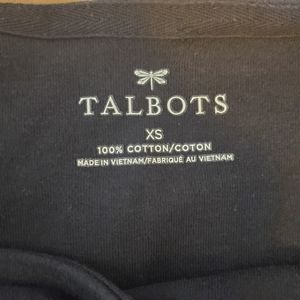 TALBOTS
XS
100% COTTON/COTON
MADE IN VIETNAM/FABRIQUÉ AU VIETNAM